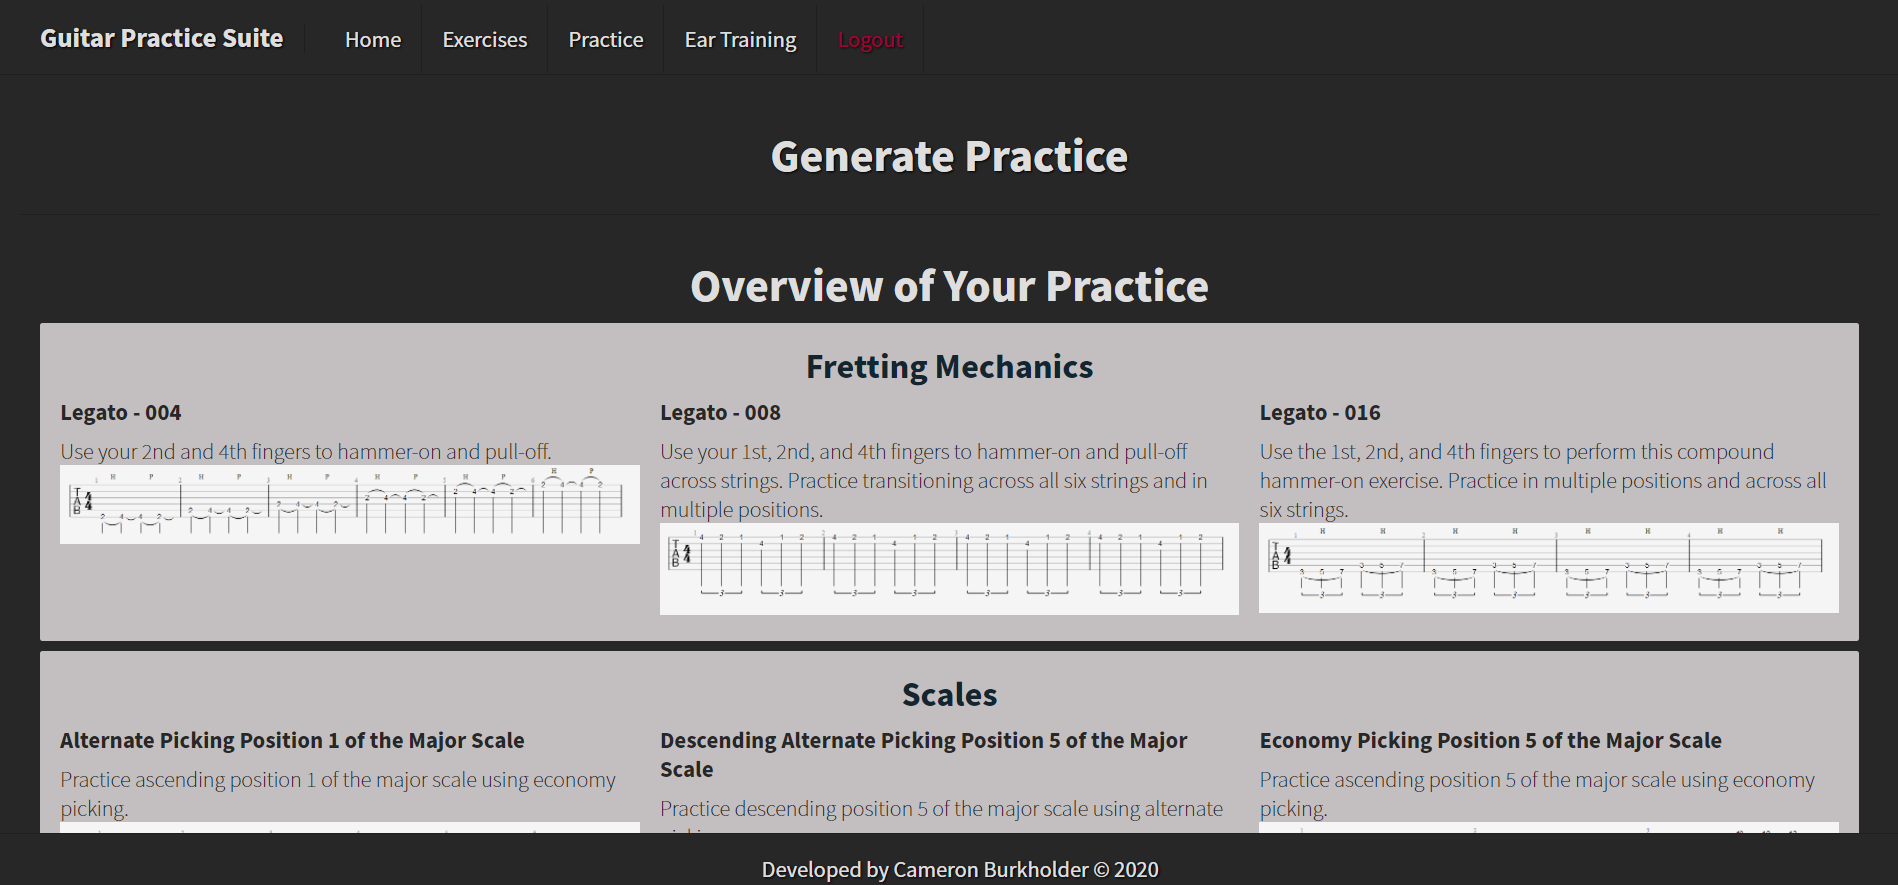 Guitar Practice Suite Home Exercises Practice Ear Training Logout
Generate Practice
Overview of Your Practice
Fretting Mechanics
Legato - 004
Use your 2nd and 4th fingers to hammer-on and pull-off.
Legato - 008
Use your 1st, 2nd, and 4th fingers to hammer-on and pull-off
across strings. Practice transitioning across all six strings and in
multiple positions.
Legato - 016
Use the 1st, 2nd, and 4th fingers to perform this compound
hammer-on exercise. Practice in multiple positions and across all
six strings.
Scales
Alternate Picking Position 1 of the Major Scale
Practice ascending position 1 of the major scale using economy
picking.
Descending Alternate Picking Position 5 of the Major
Scale
Practice descending position 5 of the major scale using alternate
Economy Picking Position 5 of the Major Scale
Practice ascending position 5 of the major scale using economy
picking.
Developed by Cameron Burkholder © 2020